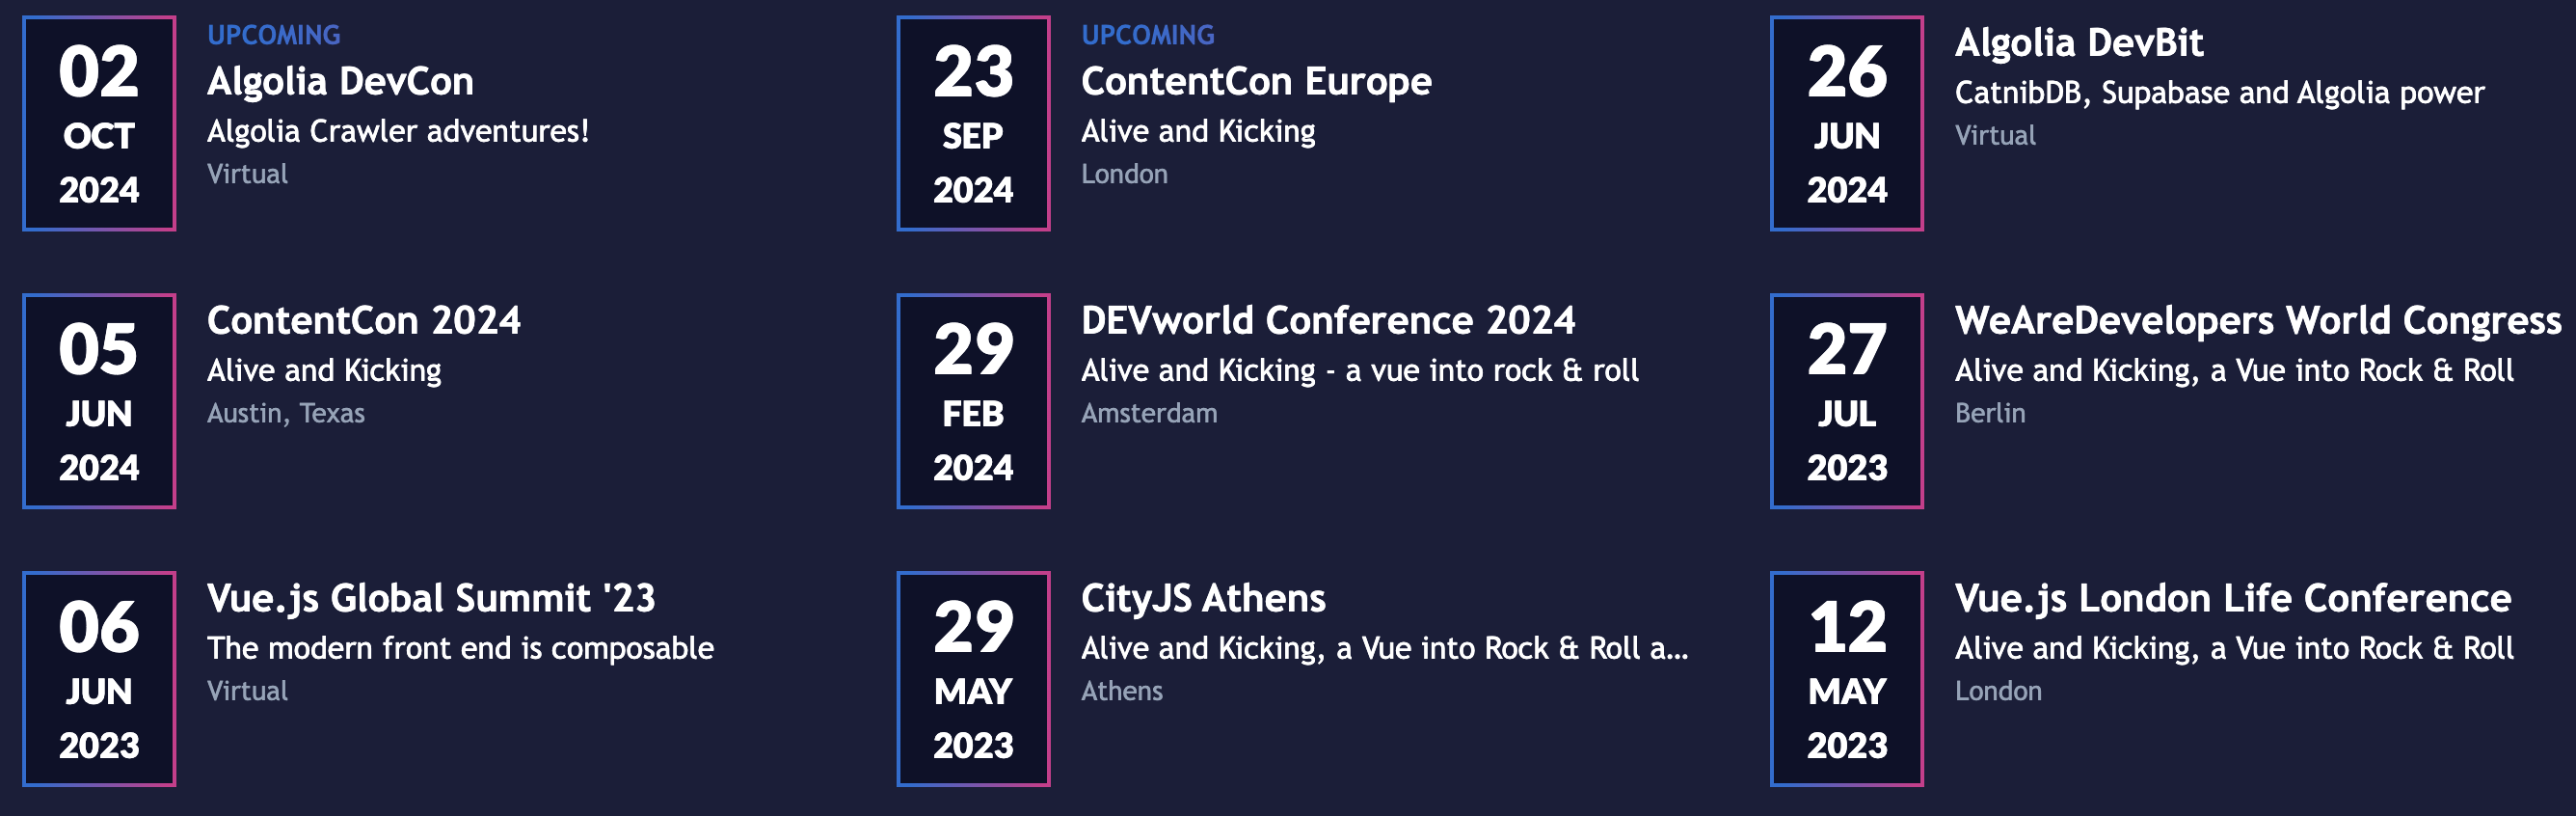 02
OCT
2024
UPCOMING
Algolia DevCon
Algolia Crawler adventures!
Virtual
23
SEP
2024
UPCOMING
ContentCon Europe
Alive and Kicking
London
26
JUN
2024
Algolia DevBit
CatnibDB, Supabase and Algolia power
Virtual
05
JUN
2024
ContentCon 2024
Alive and Kicking
Austin, Texas
29
FEB
2024
DEVworld Conference 2024
Alive and Kicking - a vue into rock & roll
Amsterdam
27
JUL
2023
WeAreDevelopers World Congress
Alive and Kicking, a Vue into Rock & Roll
Berlin
06
JUN
2023
Vue.js Global Summit '23
The modern front end is composable
Virtual
29
MAY
2023
CityJS Athens
Alive and Kicking, a Vue into Rock & Roll a...
Athens
12
MAY
2023
Vue.js London Life Conference
Alive and Kicking, a Vue into Rock & Roll
London